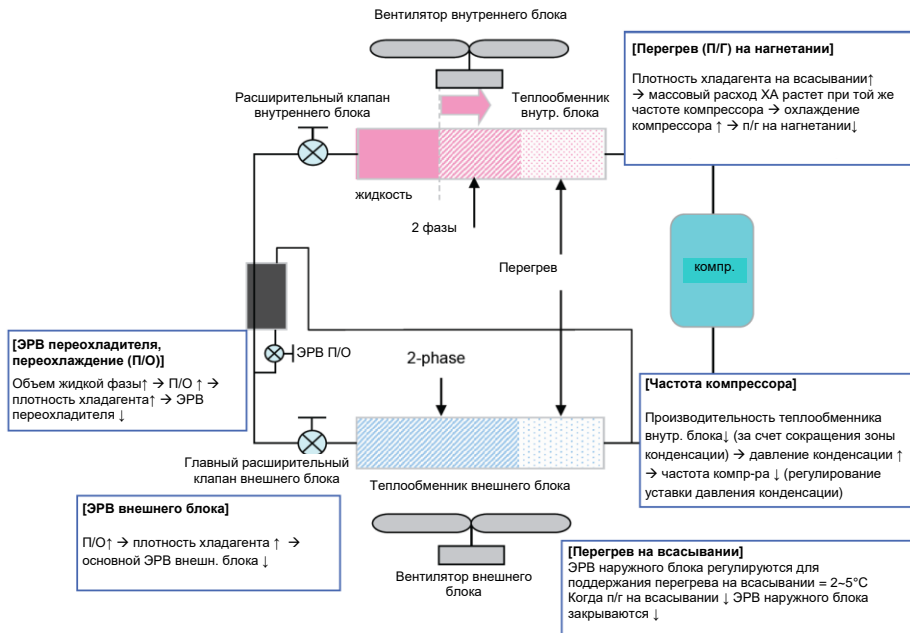 Вентилятор внутреннего блока
[Перегрев (П/Г) на нагнетании]
Плотность хладагента на всасывании↑
→ массовый расход ХА растет при той же
частоте компрессора → охлаждение
компрессора ↑ → п/г на нагнетании↓
Расширительный клапан
внутреннего блока
Теплообменник
внутр. блока
жидкость
2 фазы
Перегрев
компр.
[ЭРВ переохладителя,
переохлаждение (П/О)]
Объем жидкой фазы↑ → П/О ↑ →
плотность хладагента↑ → ЭРВ
переохладителя ↓
ЭРВ П/О
2-phase
[Частота компрессора]
Производительность теплообменника
внутр. блока↓ (за счет сокращения зоны
конденсации) → давление конденсации ↑
→ частота компр-ра ↓ (регулирование
уставки давления конденсации)
Главный расширительный
клапан внешнего блока
Теплообменник внешнего блока
[ЭРВ внешнего блока]
П/О↑ → плотность хладагента ↑ →
основной ЭРВ внешн. блока ↓
Вентилятор внешнего
блока
[Перегрев на всасывании]
ЭРВ наружного блока регулируются для
поддержания перегрева на всасывании = 2~5°C
Когда п/г на всасывании ↓ ЭРВ наружного блока
закрываются ↓